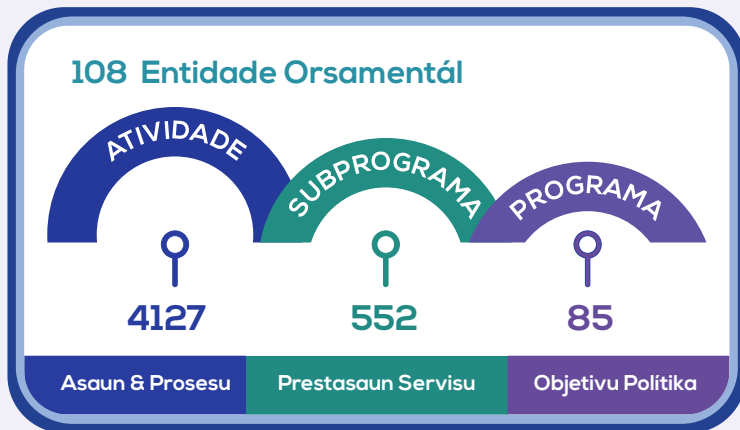 108 Entidade Orsamentál
ATIVIDADE
SUBPROGRAMA
PROGRAMA
4127
552
85
Asaun & Prosesu
Prestasaun Servisu
Objetivu Polítika